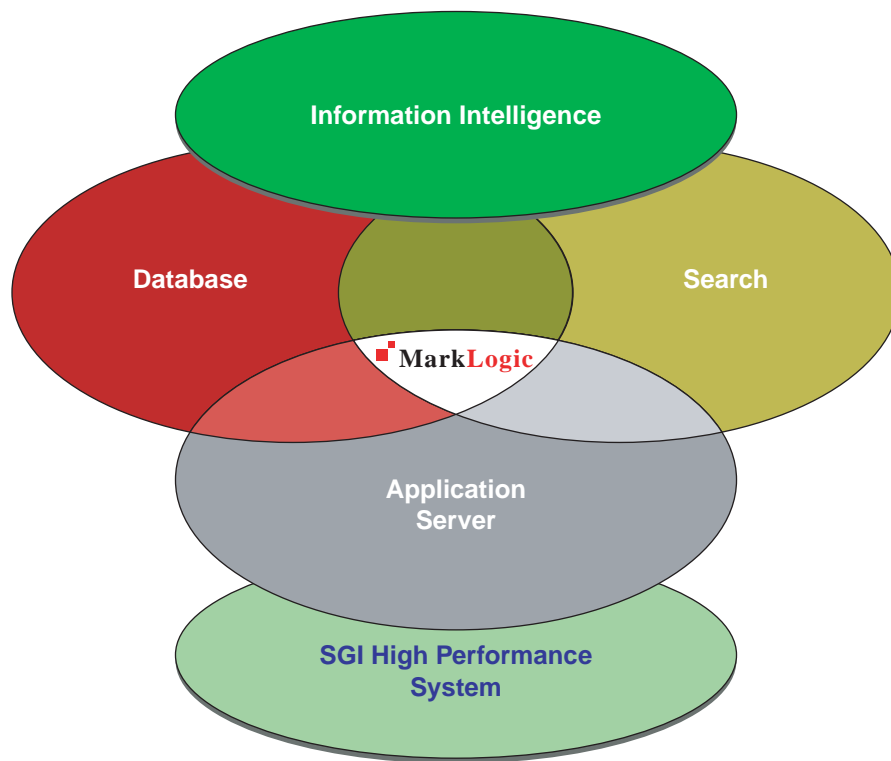 Information Intelligence
Database
Search
MarkLogic
Application
Server
SGI High Performance
System